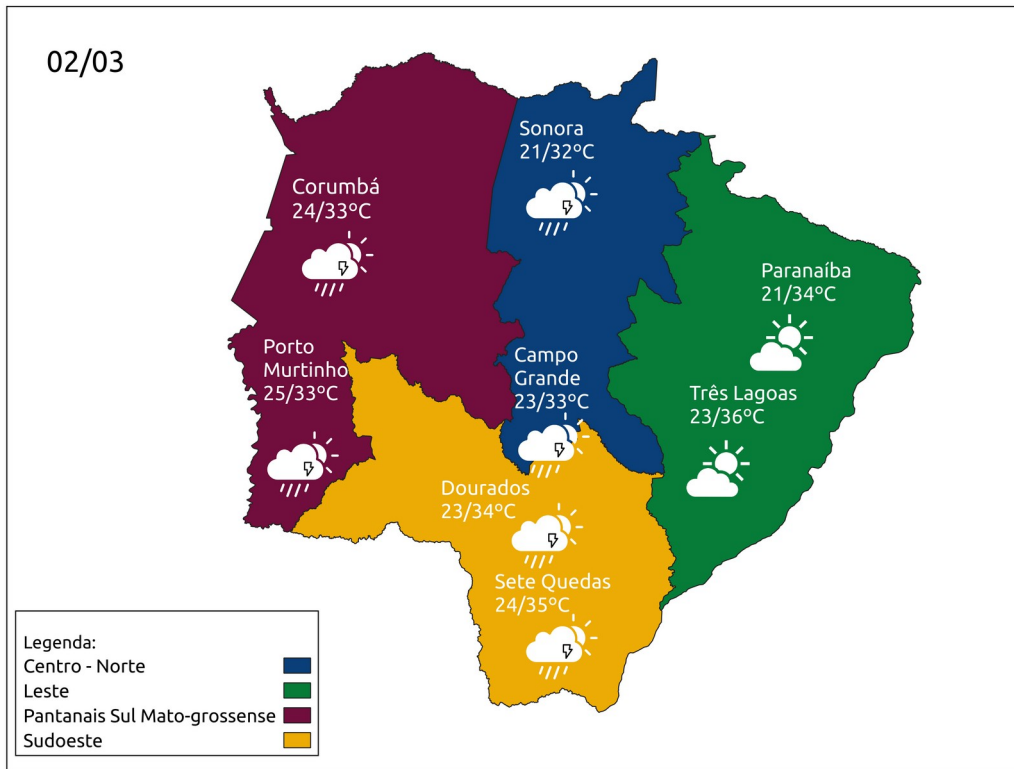 02/03
Sonora
21/32ºC
Corumbá
24/33ºC
Paranaíba
21/34ºC
Porto
Murtinho
25/33ºC
Campo
Grande
23/33ºC
Três Lagoas
23/36ºC
Dourados
23/34ºC
Sete Quedas
24/35ºC
Legenda:
Centro - Norte
Leste
Pantanais Sul Mato-grossense
Sudoeste